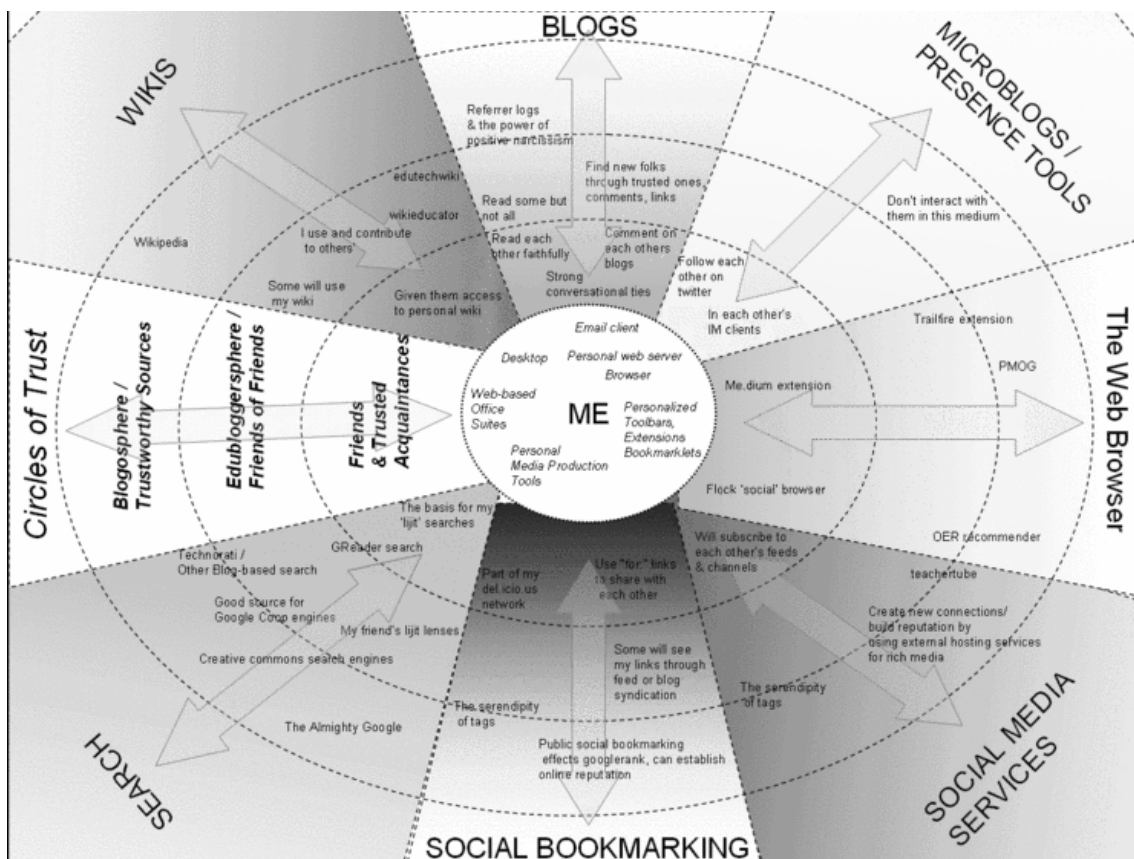 BLOGS
WIKIS
MICROBLOGS /
PRESENCE TOOLS
Referrer logs
& the power of
positive narcissism
Find new folks
through trusted ones,
comments, links
Read some but
not all
Read each
other faithfully
Comment on
each others
blogs
Strong
conversational ties
edutechwiki
wikieducator
Wikipedia
I use and contribute
to others'
Some will use
my wiki
Given them access
to personal wiki
Don't interact with
them in this medium
Follow each
other on
twitter
In each other's
IM clients
Circles of Trust
Blogosphere /
Trustworthy Sources
Edubloggersphere /
Friends of Friends
Friends
& Trusted
Acquaintances
Email client
Desktop
Personal web server
Browser
Web-based
Office
Suites
ME
Personalized
Toolbars,
Extensions
Bookmarklets
Personal
Media Production
Tools
The Web Browser
Trailfire extension
PMOG
Me.dium extension
Flock 'social' browser
OER recommender
The basis for my
'lijit' searches
GReader search
Technorati /
Other Blog-based search
Good source for
Google Coop engines
My friend's lijit lenses
Creative commons search engines
The Almighty Google
SEARCH
Part of my
del.icio.us
network
Use "for:" links
to share with
each other
Some will see
my links through
feed or blog
syndication
The serendipity
of tags
Public social bookmarking
effects googlerank, can establish
online reputation
SOCIAL BOOKMARKING
Will subscribe to
each other's feeds
& channels
teachertube
Create new connections/
build reputation by
using external hosting services
for rich media
The serendipity
of tags
SOCIAL MEDIA
SERVICES